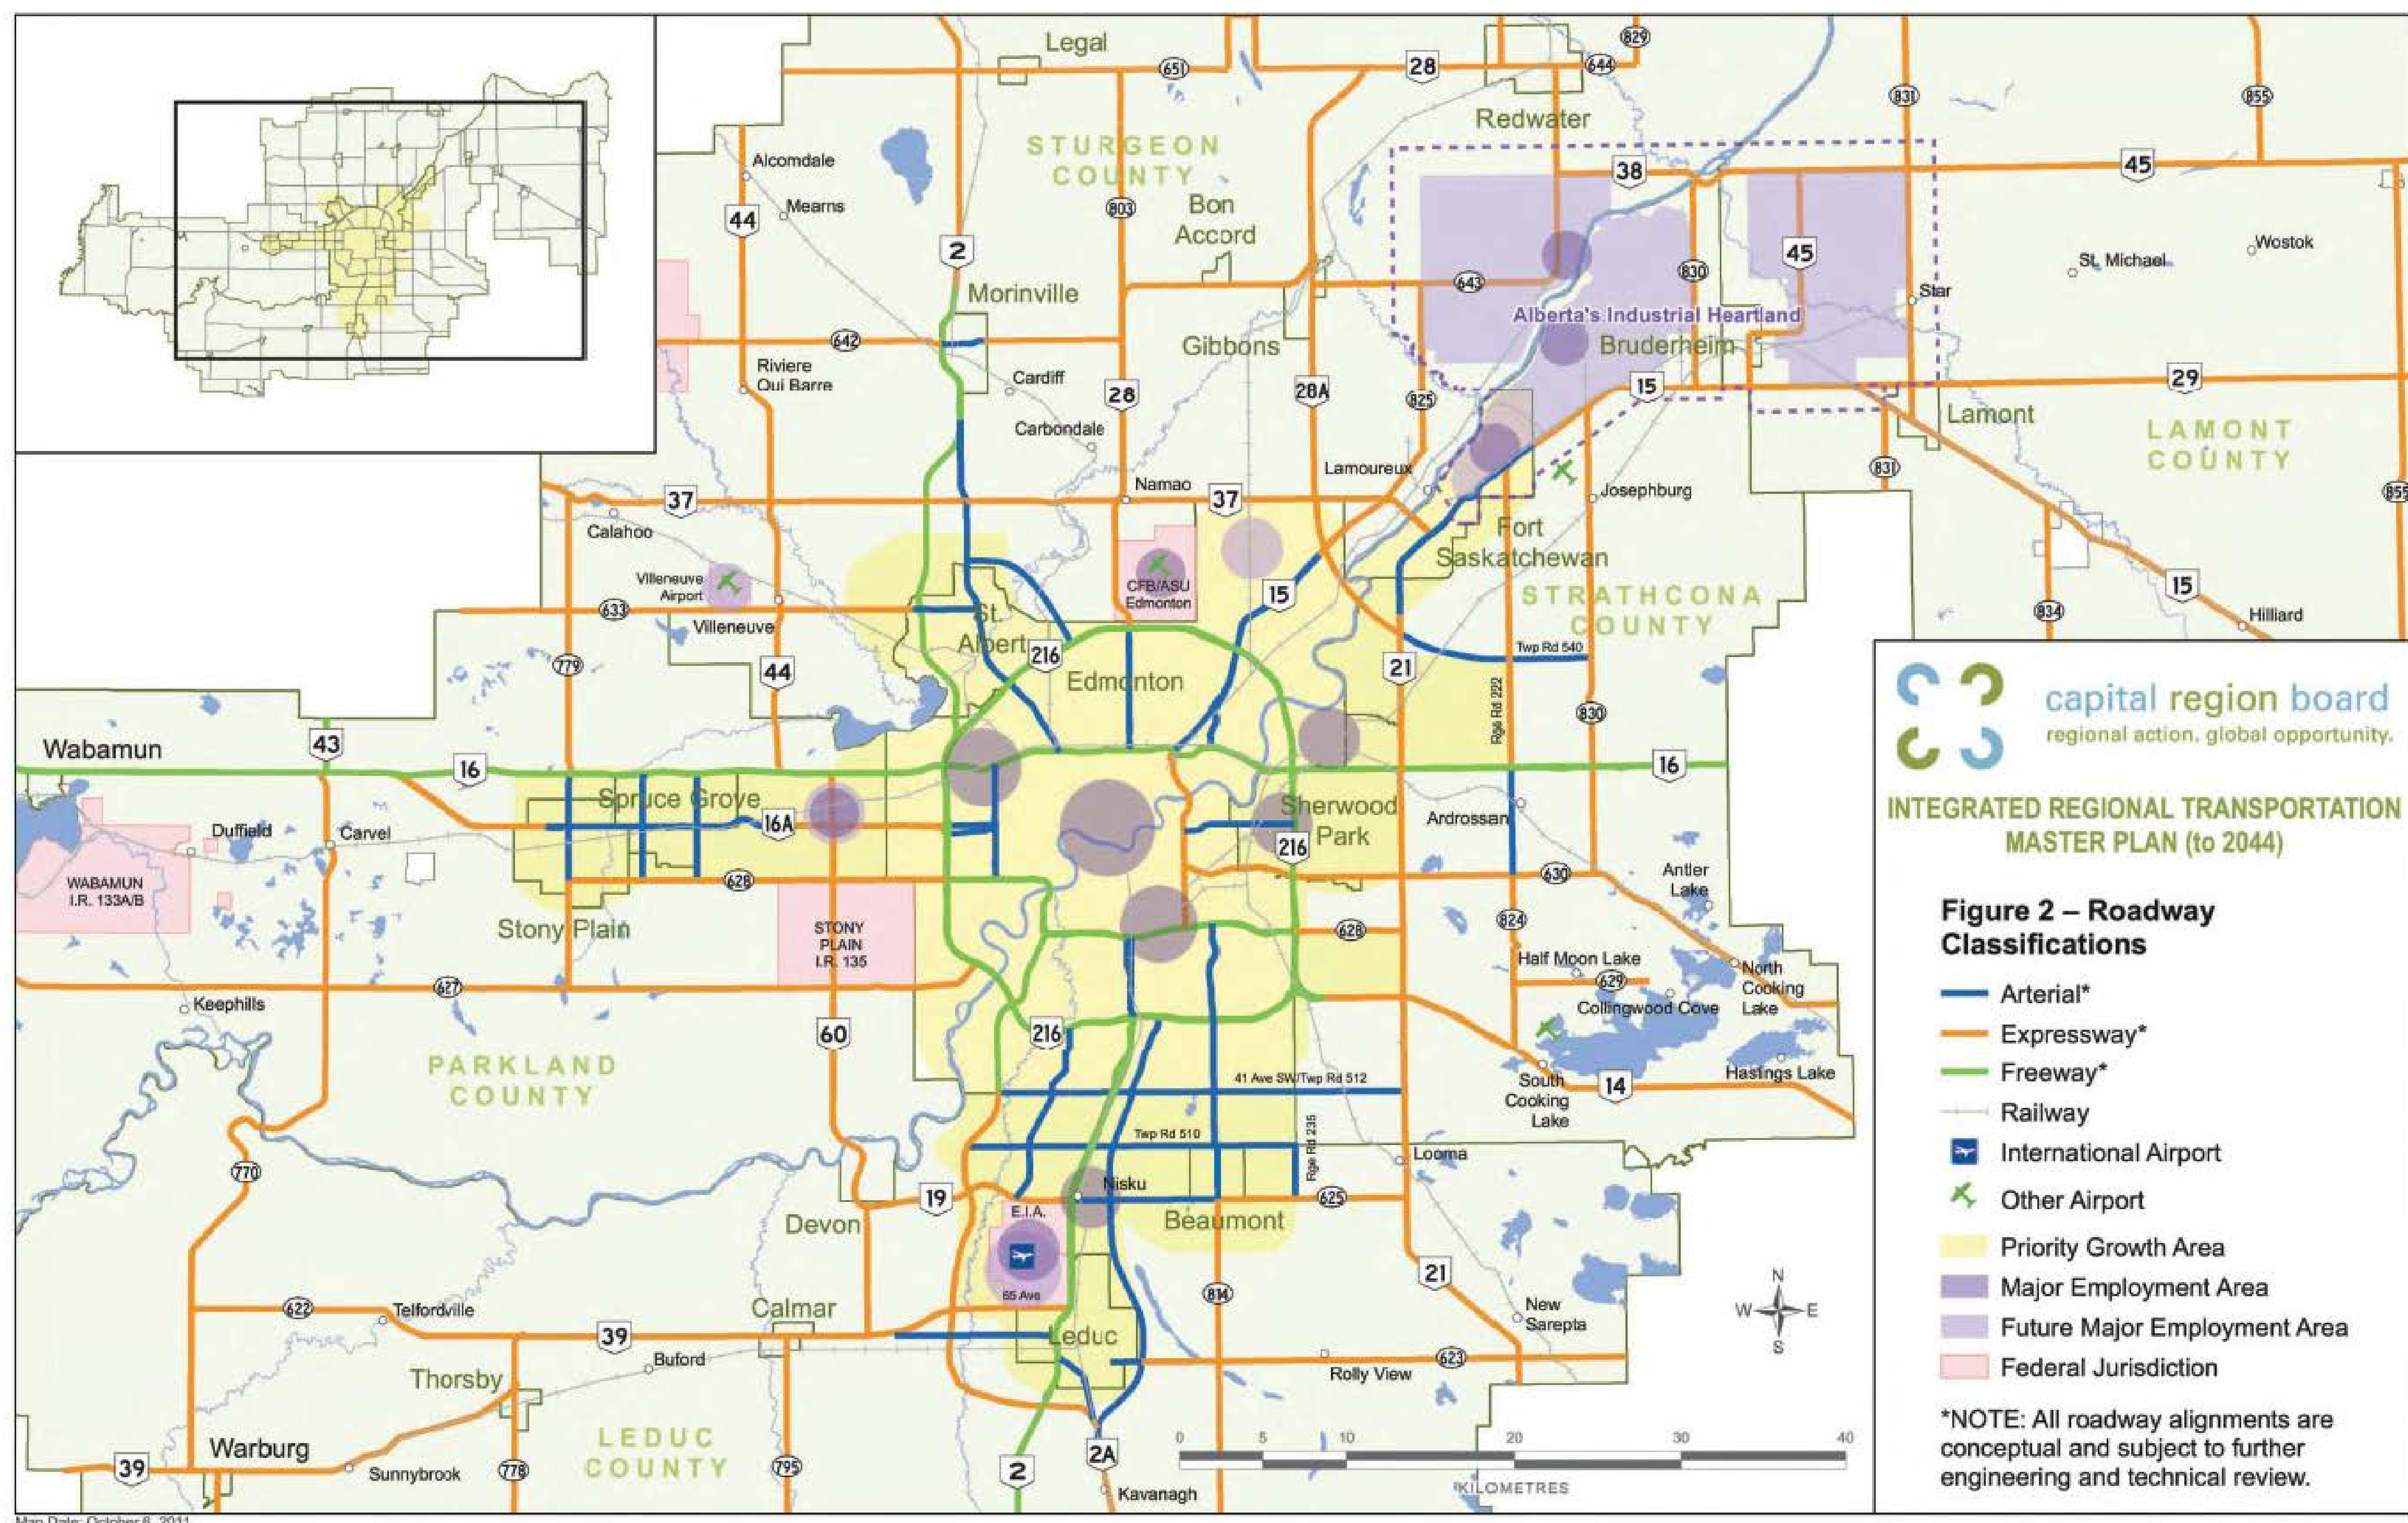 Legal
651
28
644
829
831
855
Redwater
STURGEON
COUNTY
Alcomdale
Mearns
44
2
803
Bon
Accord
38
45
45
Wostok
St. Michael
643
830
Star
Morinville
Alberta's Industrial Heartland
Bruderheim
642
Gibbons
Riviere
Qui Barre
Cardiff
28
28A
825
15
29
Lamont
LAMONT
COUNTY
Carbondale
Lamoureux
831
855
Namao
37
37
Josephburg
Calahoo
Fort
Saskatchewan
Villeneuve
Airport
CFB/ASU
Edmonton
15
STRATHCONA
COUNTY
15
834
Hilliard
633
Villeneuve
St.
Albert
216
Twp Rd 540
779
44
Edmonton
21
Rge Rd 222
830
Wabamun
43
16
16
Spruce Grove
16A
Sherwood
Park
Ardrossan
Duffield
Carvel
216
WABAMUN
I.R. 133A/B
628
630
Antler
Lake
Stony Plain
STONY
PLAIN
I.R. 135
628
824
Half Moon Lake
629
North
Cooking
Lake
Collingwood Cove
627
Keephills
60
216
PARKLAND
COUNTY
41 Ave SW/Twp Rd 512
South
Cooking
Lake
14
Hastings Lake
Twp Rd 510
Rge Rd 235
Looma
770
19
Nisku
625
Devon
E.I.A.
Beaumont
21
65 Ave
814
622
Telfordville
Calmar
Leduc
New
Sarepta
39
Buford
623
Rolly View
Thorsby
LEDUC
COUNTY
Warburg
39
Sunnybrook
778
795
2
2A
Kavanagh
N
W
E
S
0 5 10 20 30 40
KILOMETRES
capital region board
regional action. global opportunity.
INTEGRATED REGIONAL TRANSPORTATION
MASTER PLAN (to 2044)
Figure 2 – Roadway
Classifications
Arterial*
Expressway*
Freeway*
Railway
International Airport
Other Airport
Priority Growth Area
Major Employment Area
Future Major Employment Area
Federal Jurisdiction
*NOTE: All roadway alignments are
conceptual and subject to further
engineering and technical review.
Map Date: October 6, 2011